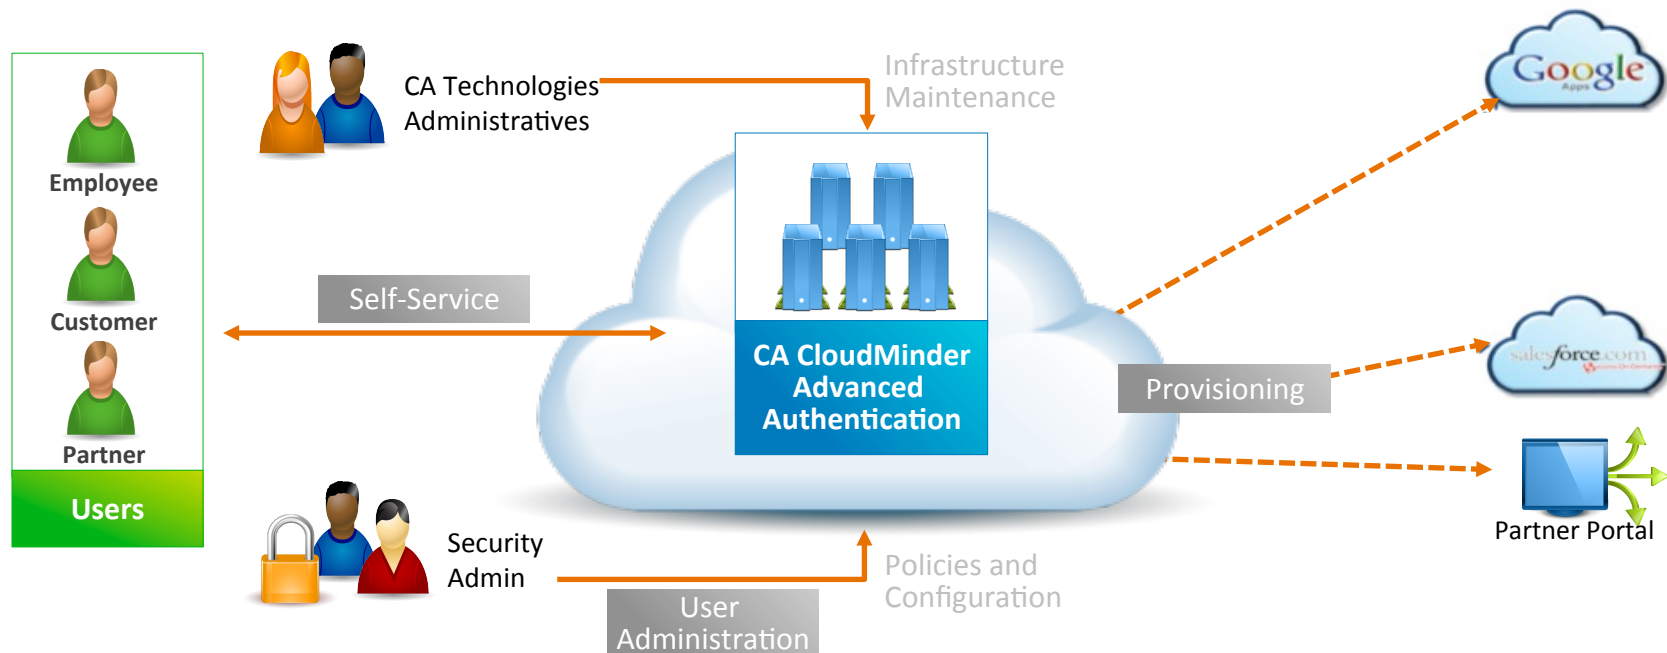 Employee
Customer
Partner
Users
CA Technologies
Administratives
Infrastructure
Maintenance
Self-Service
CA CloudMinder
Advanced
Authentication
Security
Admin
User
Administration
Policies and
Configuration
Provisioning
Google
Apps
salesforce.com
Partner Portal